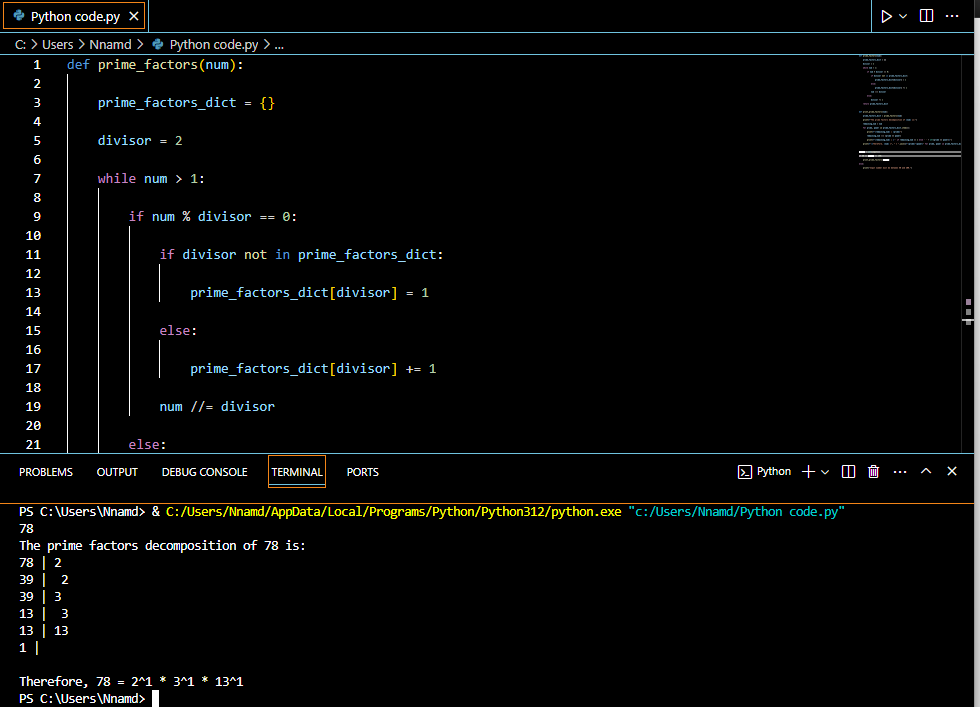 Python code.py
C: > Users > Nnamd > Python code.py > ...
1 def prime_factors(num):
2
3 prime_factors_dict = {}
4
5 divisor = 2
6
7 while num > 1:
8
9 if num % divisor == 0:
10
11 if divisor not in prime_factors_dict:
12
13 prime_factors_dict[divisor] = 1
14
15 else:
16
17 prime_factors_dict[divisor] += 1
18
19 num //= divisor
20
21 else:
PROBLEMS OUTPUT DEBUG CONSOLE TERMINAL PORTS Python
PS C:\Users\Nnamd> & C:/Users/Nnamd/AppData/Local/Programs/Python/Python312/python.exe "c:/Users/Nnamd/Python code.py"
78
The prime factors decomposition of 78 is:
78 | 2
39 |  2
39 | 3
13 |  3
13 | 13
1 |
Therefore, 78 = 2^1 * 3^1 * 13^1
PS C:\Users\Nnamd>